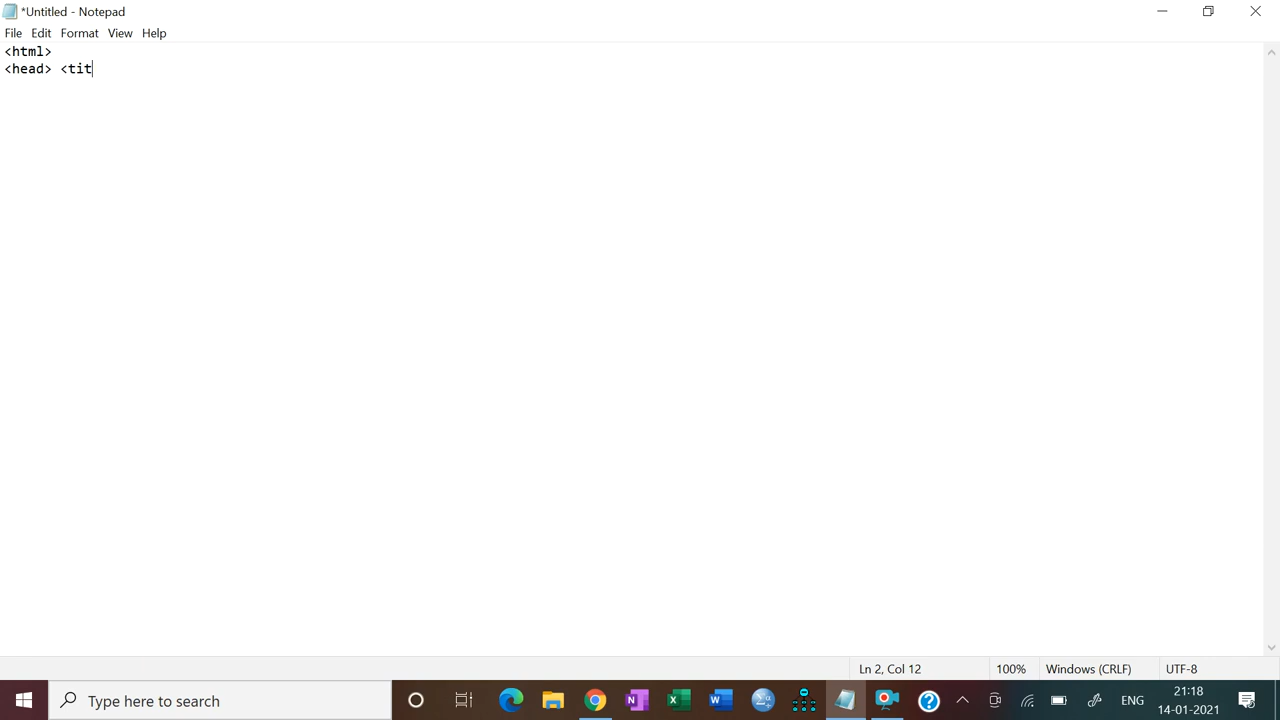 *Untitled - Notepad
File Edit Format View Help
<html>
<head> <tit
Ln 2, Col 12 100% Windows (CRLF) UTF-8
Type here to search
ENG
21:18
14-01-2021